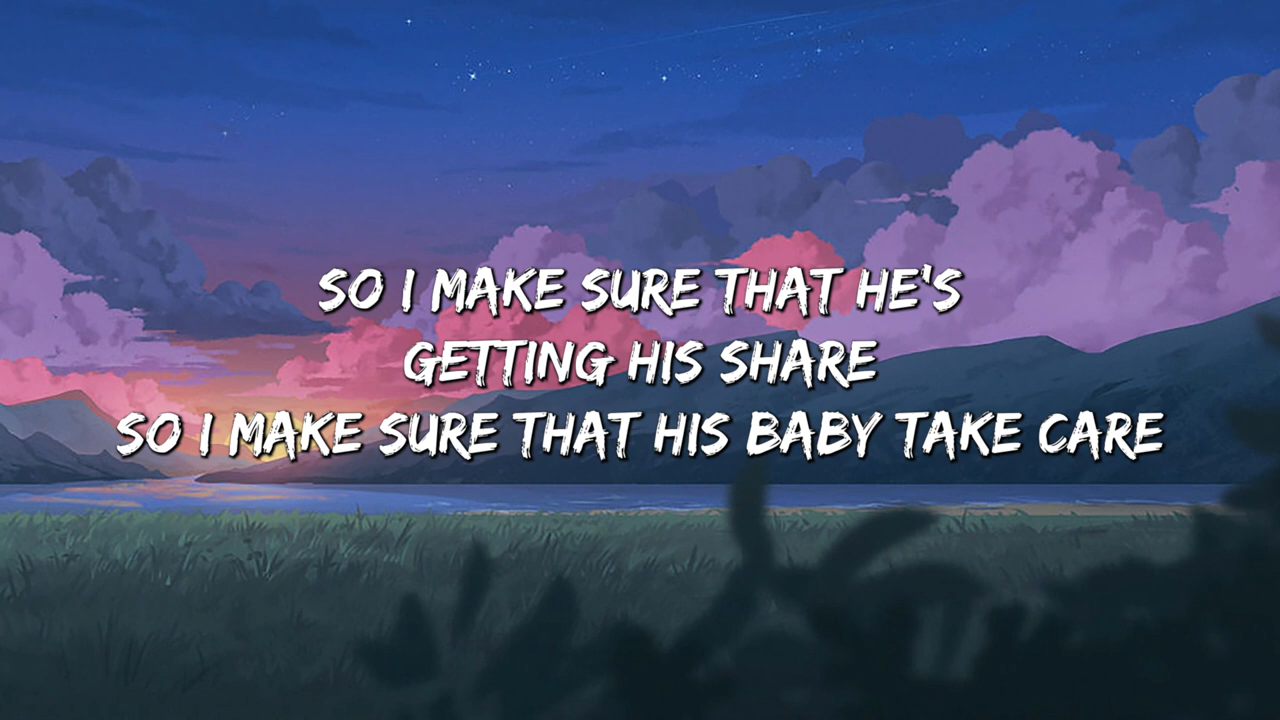 SO I MAKE SURE THAT HE'S
GETTING HIS SHARE
SO I MAKE SURE THAT HIS BABY TAKE CARE